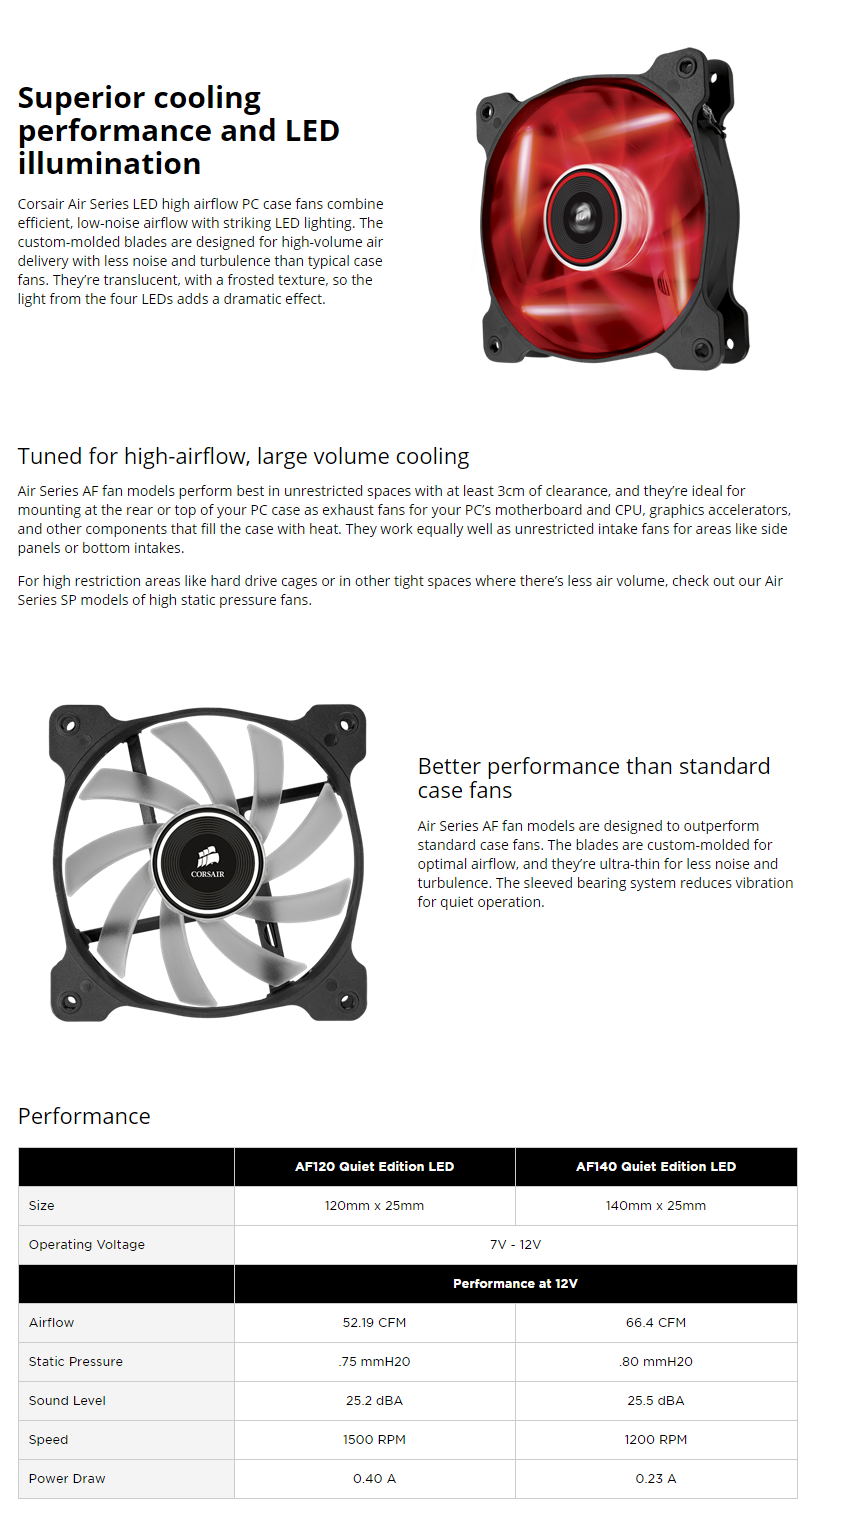 Superior cooling
performance and LED
illumination
Corsair Air Series LED high airflow PC case fans combine
efficient, low-noise airflow with striking LED lighting. The
custom-molded blades are designed for high-volume air
delivery with less noise and turbulence than typical case
fans. They’re translucent, with a frosted texture, so the
light from the four LEDs adds a dramatic effect.
Tuned for high-airflow, large volume cooling
Air Series AF fan models perform best in unrestricted spaces with at least 3cm of clearance, and they’re ideal for
mounting at the rear or top of your PC case as exhaust fans for your PC’s motherboard and CPU, graphics accelerators,
and other components that fill the case with heat. They work equally well as unrestricted intake fans for areas like side
panels or bottom intakes.
For high restriction areas like hard drive cages or in other tight spaces where there’s less air volume, check out our Air
Series SP models of high static pressure fans.
CORSAIR
Better performance than standard
case fans
Air Series AF fan models are designed to outperform
standard case fans. The blades are custom-molded for
optimal airflow, and they’re ultra-thin for less noise and
turbulence. The sleeved bearing system reduces vibration
for quiet operation.
Performance
AF120 Quiet Edition LED AF140 Quiet Edition LED
Size 120mm x 25mm 140mm x 25mm
Operating Voltage 7V - 12V
Performance at 12V
Airflow 52.19 CFM 66.4 CFM
Static Pressure .75 mmH20 .80 mmH20
Sound Level 25.2 dBA 25.5 dBA
Speed 1500 RPM 1200 RPM
Power Draw 0.40 A 0.23 A